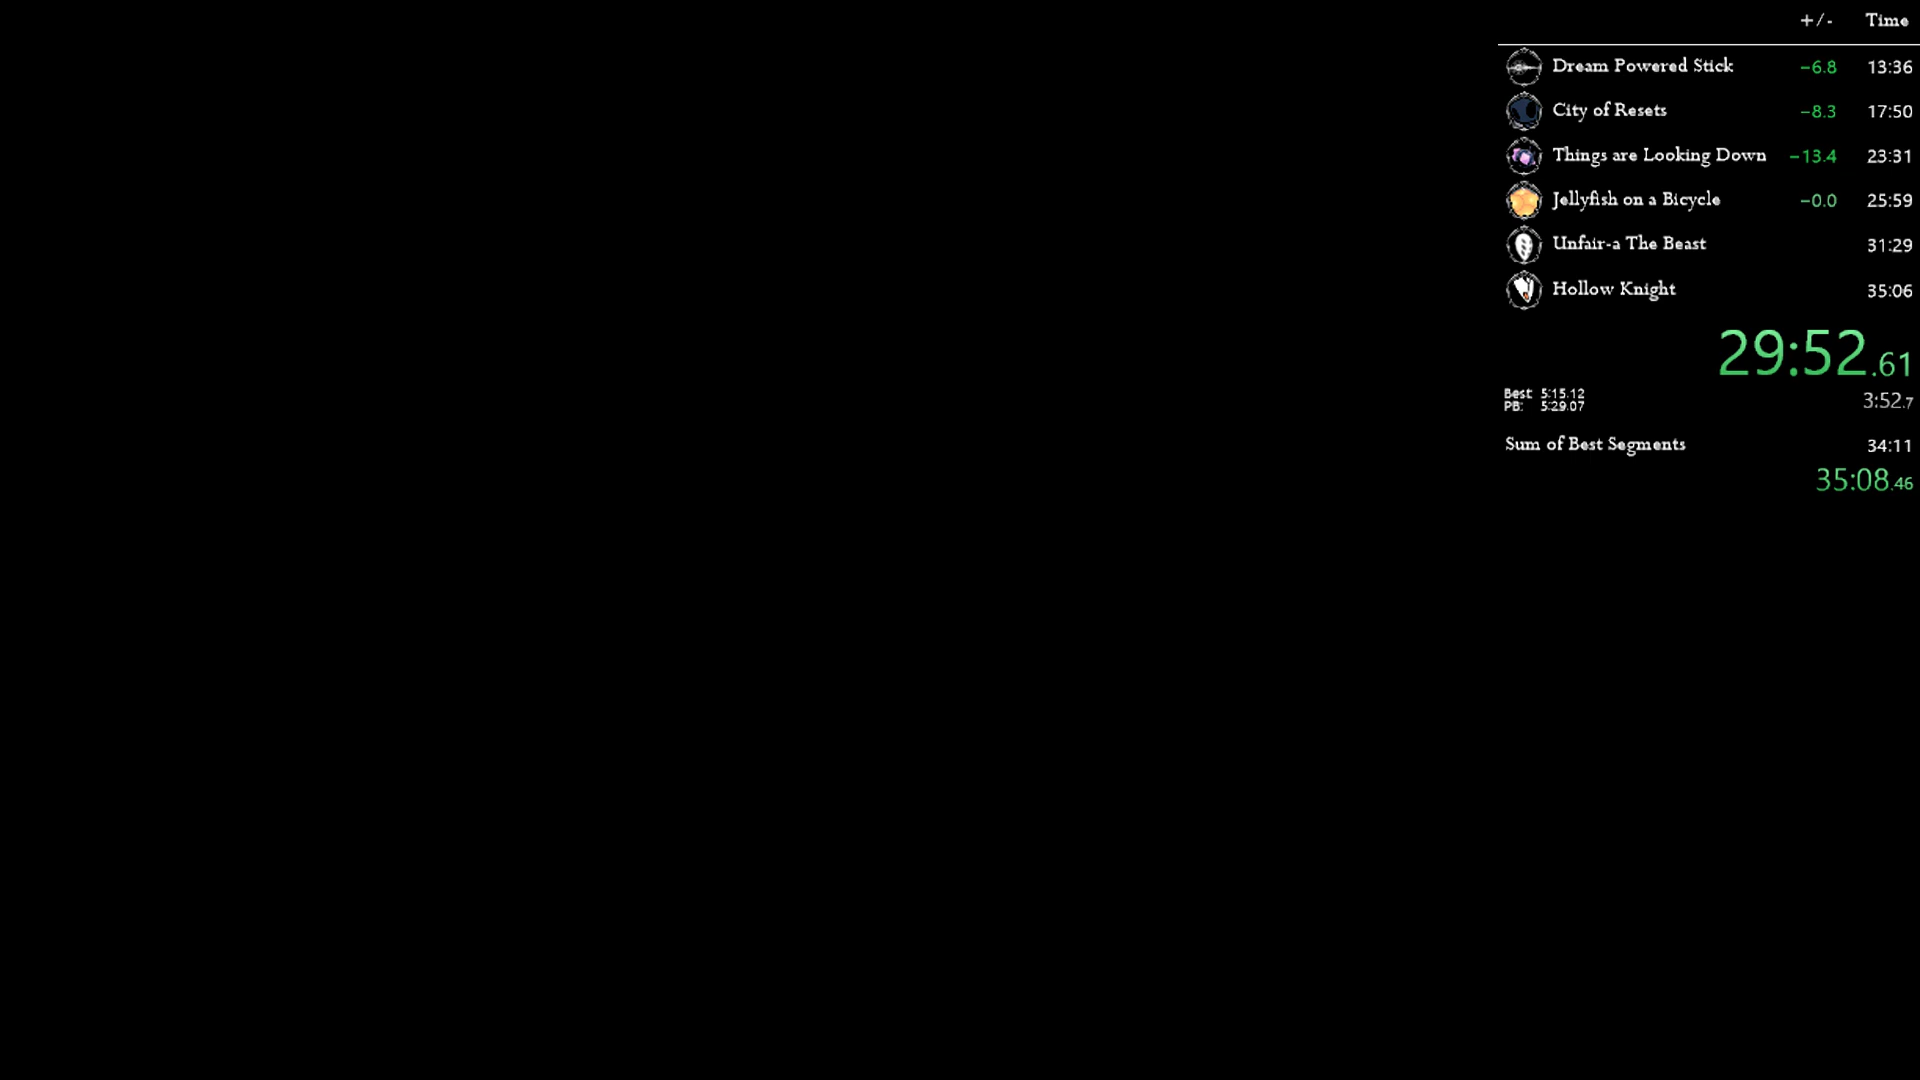 +/- Time
Dream Powered Stick -6.8 13:36
City of Resets -8.3 17:50
Things are Looking Down -13.4 23:31
Jellyfish on a Bicycle -0.0 25:59
Unfair-a The Beast 31:29
Hollow Knight 35:06
29:52.61
Best: 5:15.12
PB: 5:29.07
3:52.7
Sum of Best Segments 34:11
35:08.46